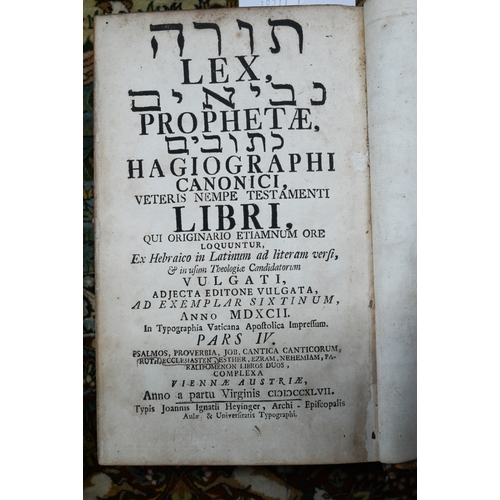 תורה
LEX,
נביאים
PROPHETÆ,
כתובים
HAGIOGRAPHI
CANONICI,
VETERIS NEMPE TESTAMENTI
LIBRI,
QUI ORIGINARIO ETIAMNUM ORE
LOQUUNTUR,
Ex Hebraico in Latinum ad literam versi,
& in usum Theologiæ Candidatorum
VULGATI,
ADJECTA EDITONE VULGATA,
AD EXEMPLAR SIXTINUM,
ANNO MDXCII.
In Typographia Vaticana Apostolica Impressum.
PARS IV.
PSALMOS, PROVERBIA, JOB, CANTICA CANTICORUM,
RUT, ECCLESIASTEN, ESTHER, EZRAM, NEHEMIAM, PA-
RALIPOMENON LIBROS DUOS,
COMPLEXA
VIENNÆ AUSTRIÆ,
Anno a partu Virginis CIƆIƆCCXLVII.
Typis Joannis Ignatii Heyinger, Archi-Episcopalis
Aulæ & Universitatis Typographi.